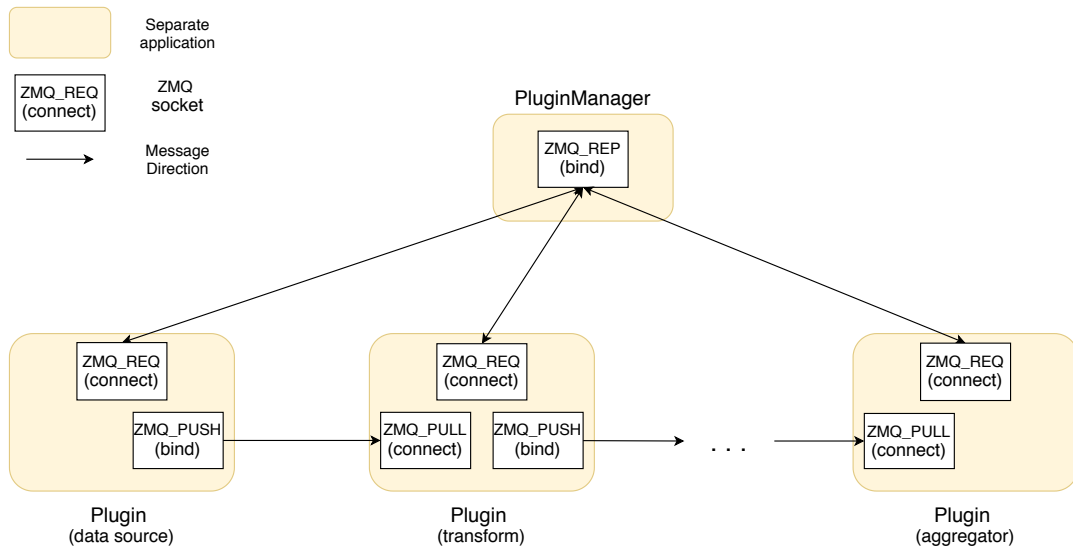 Separate
application
ZMQ_REQ
(connect)
ZMQ
socket
Message
Direction
PluginManager
ZMQ_REP
(bind)
ZMQ_REQ
(connect)
ZMQ_PUSH
(bind)
Plugin
(data source)
ZMQ_REQ
(connect)
ZMQ_PULL
(connect)
ZMQ_PUSH
(bind)
Plugin
(transform)
. . .
ZMQ_REQ
(connect)
ZMQ_PULL
(connect)
Plugin
(aggregator)